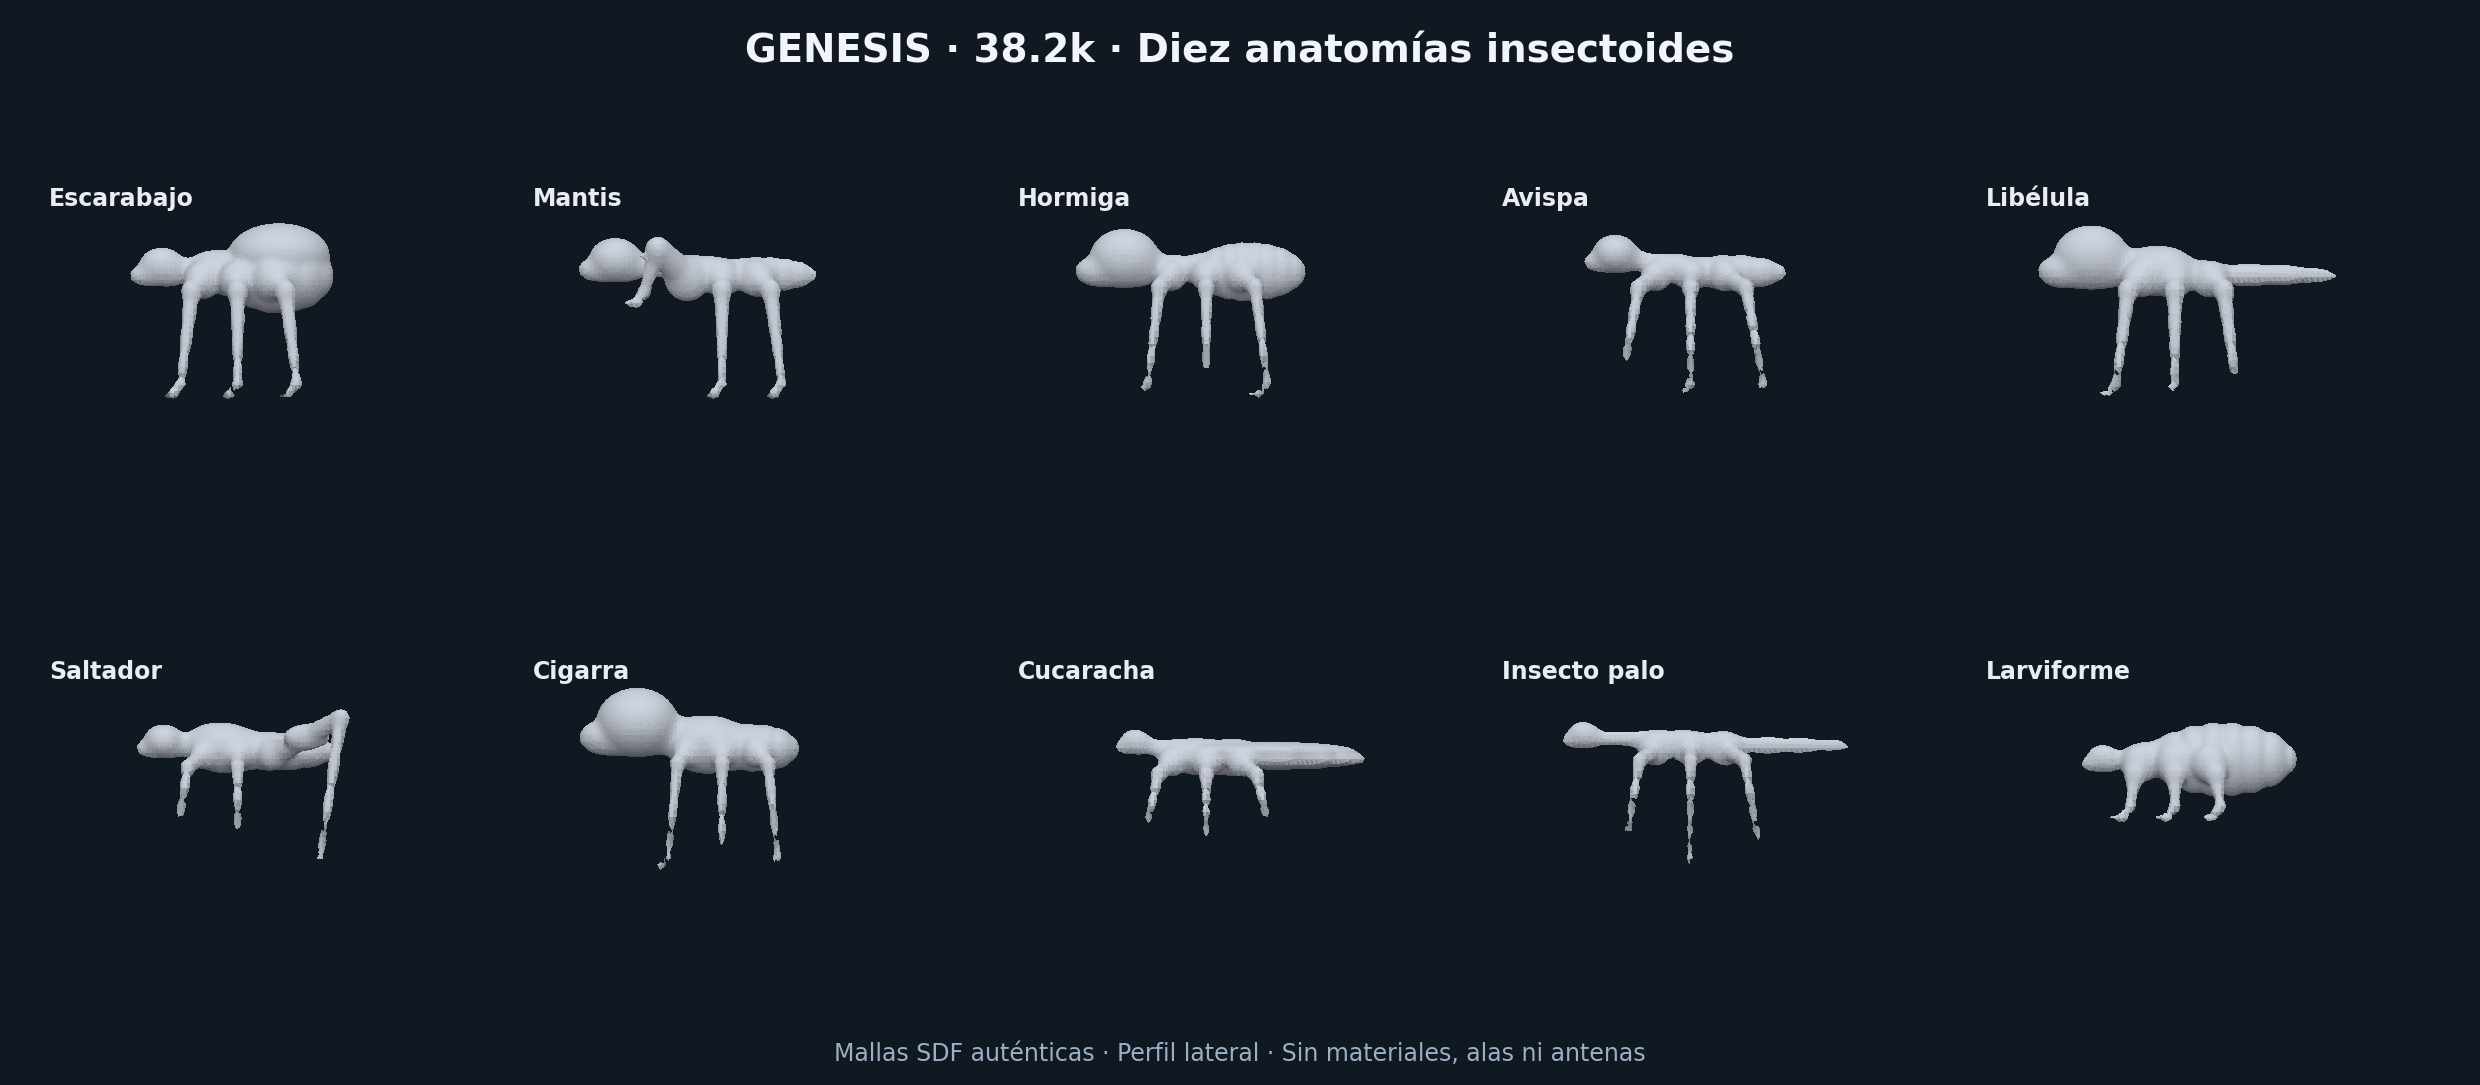 GENESIS · 38.2k · Diez anatomías insectoides
Escarabajo
Mantis
Hormiga
Avispa
Libélula
Saltador
Cigarra
Cucaracha
Insecto palo
Larviforme
Mallas SDF auténticas · Perfil lateral · Sin materiales, alas ni antenas